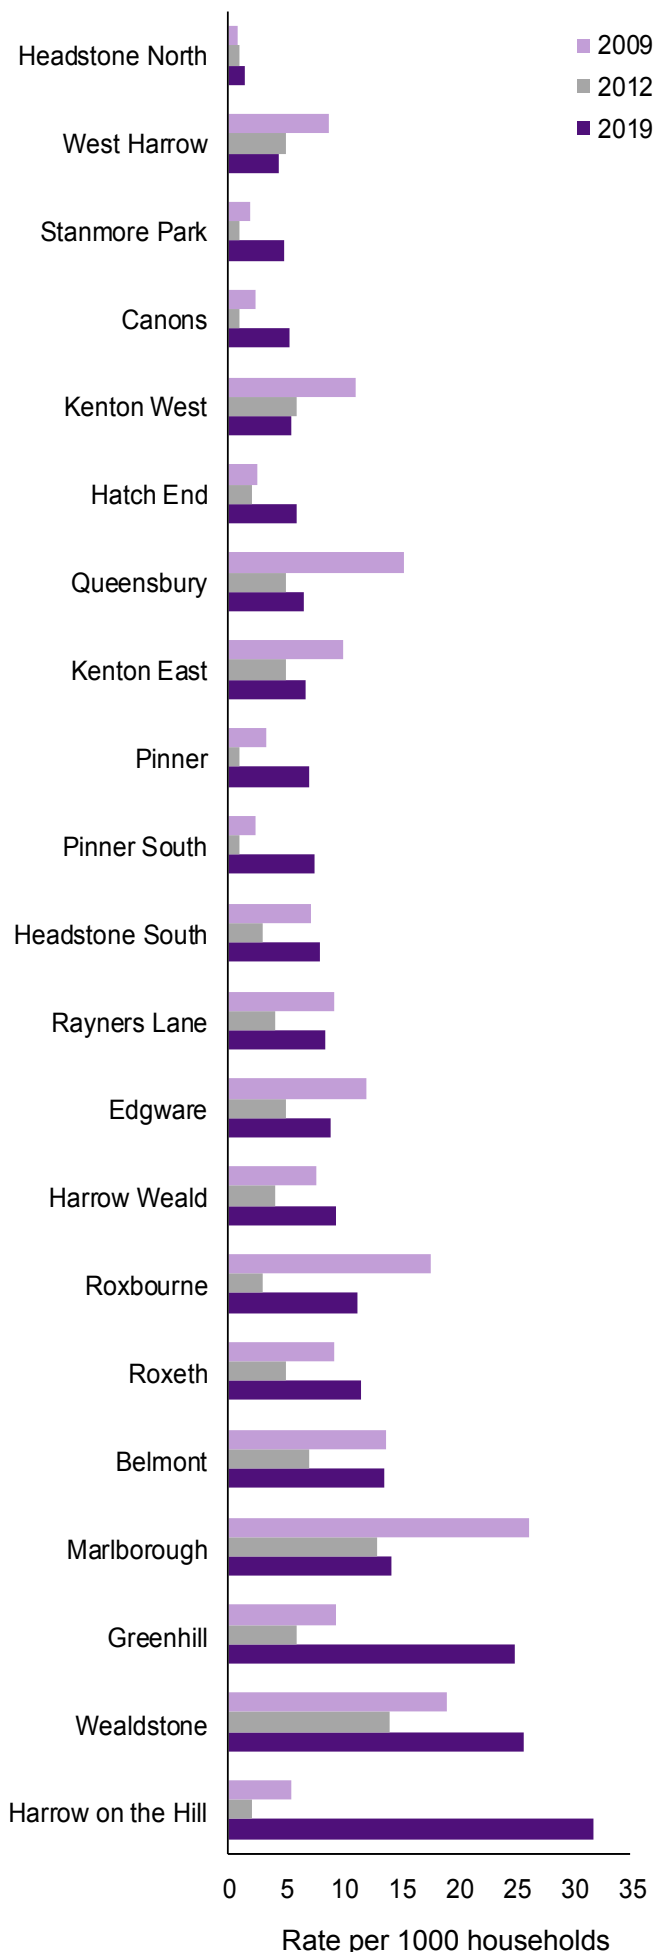 2009
2012
2019
Headstone North
West Harrow
Stanmore Park
Canons
Kenton West
Hatch End
Queensbury
Kenton East
Pinner
Pinner South
Headstone South
Rayners Lane
Edgware
Harrow Weald
Roxbourne
Roxeth
Belmont
Marlborough
Greenhill
Wealdstone
Harrow on the Hill
0 5 10 15 20 25 30 35
Rate per 1000 households